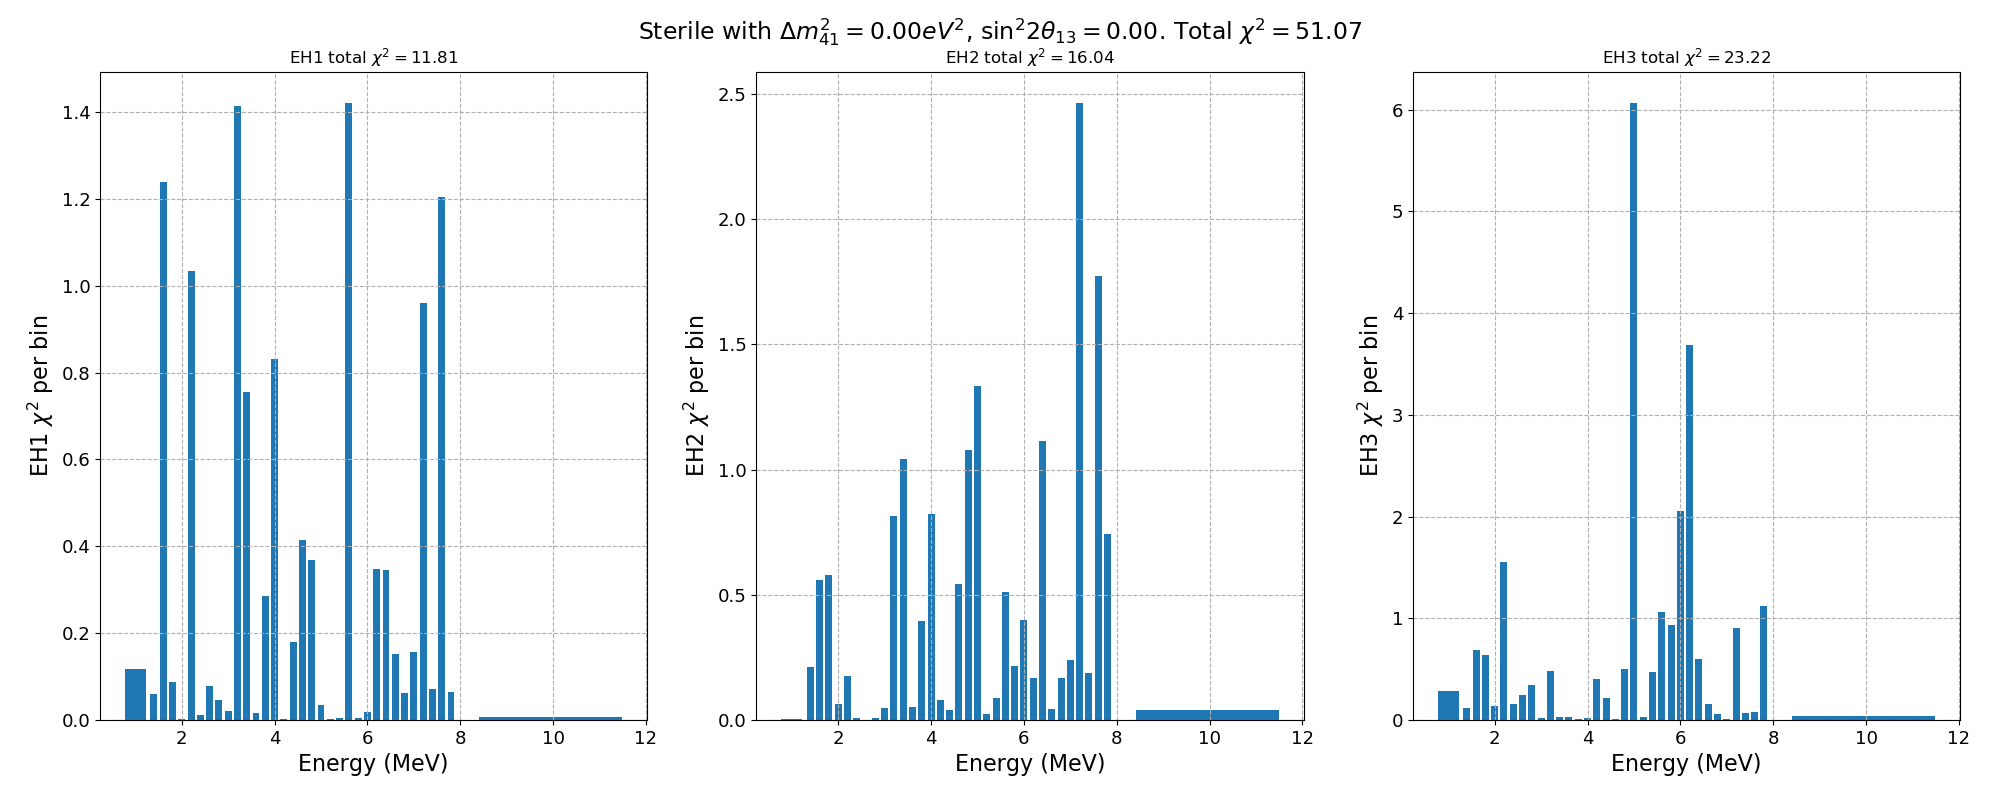 Sterile with Δm²₄₁ = 0.00eV², sin²2θ₁₃ = 0.00. Total χ² = 51.07
EH1 total χ² = 11.81
EH1 χ² per bin
1.4
1.2
1.0
0.8
0.6
0.4
0.2
0.0
2 4 6 8 10 12
Energy (MeV)
EH2 total χ² = 16.04
EH2 χ² per bin
2.5
2.0
1.5
1.0
0.5
0.0
2 4 6 8 10 12
Energy (MeV)
EH3 total χ² = 23.22
EH3 χ² per bin
6
5
4
3
2
1
0
2 4 6 8 10 12
Energy (MeV)